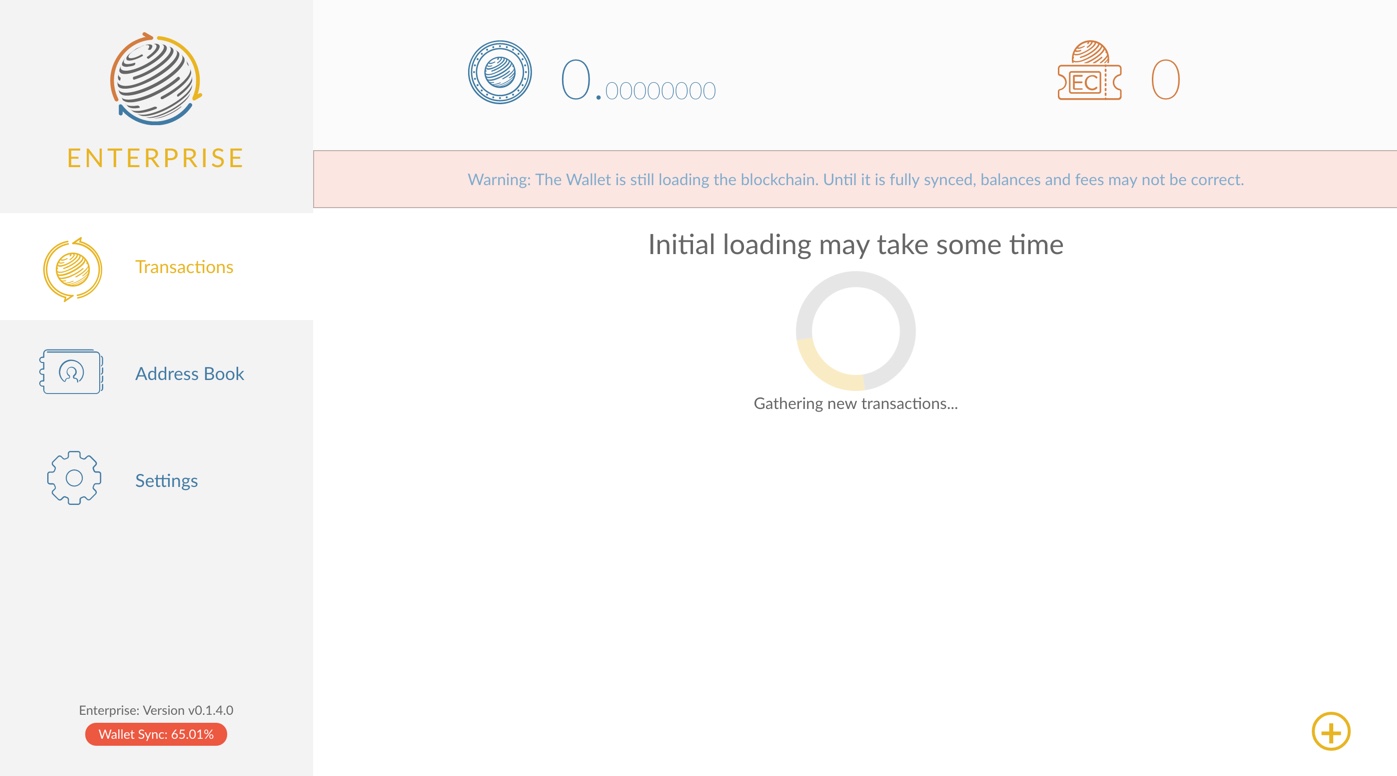 ENTERPRISE
0.00000000
EC
0
Warning: The Wallet is still loading the blockchain. Until it is fully synced, balances and fees may not be correct.
Initial loading may take some time
Gathering new transactions...
Transactions
Address Book
Settings
Enterprise: Version v0.1.4.0
Wallet Sync: 65.01%